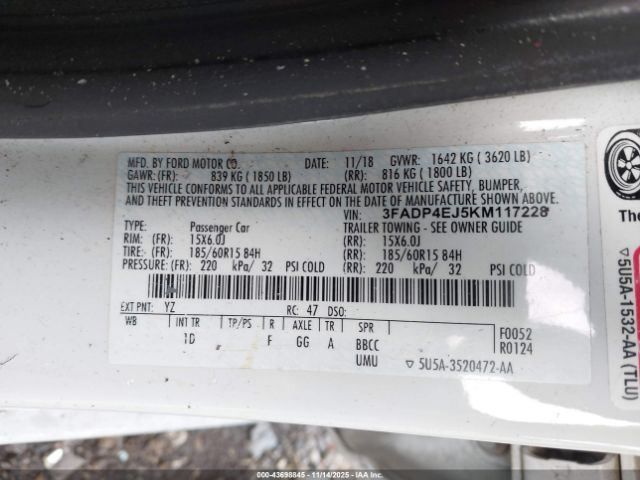 MFD. BY FORD MOTOR CO. DATE: 11/18 GVWR: 1642 KG ( 3620 LB)
GAWR: (FR): 839 KG ( 1850 LB) (RR): 816 KG ( 1800 LB)
THIS VEHICLE CONFORMS TO ALL APPLICABLE FEDERAL MOTOR VEHICLE SAFETY, BUMPER,
AND THEFT PREVENTION STANDARDS IN EFFECT ON THE DATE OF MANUFACTURE SHOWN ABOVE.
VIN: 3FADP4EJ5KM117228
TYPE: Passenger Car TRAILER TOWING - SEE OWNER GUIDE
RIM: (FR): 15X6.0J (RR): 15X6.0J
TIRE: (FR): 185/60R15 84H (RR): 185/60R15 84H
PRESSURE: (FR): 220 kPa/ 32 PSI COLD (RR): 220 kPa/ 32 PSI COLD
EXT PNT: YZ RC: 47 DSO:
WB INT TR TP/PS R AXLE TR SPR F0052
1D F GG A BBCC R0124
UMU ▽ 5U5A-3520472-AA
The
▽ 5U5A-1532-AA (TLU)
© IAA 00-43698845 - 11/14/2025 - IAAI.COM